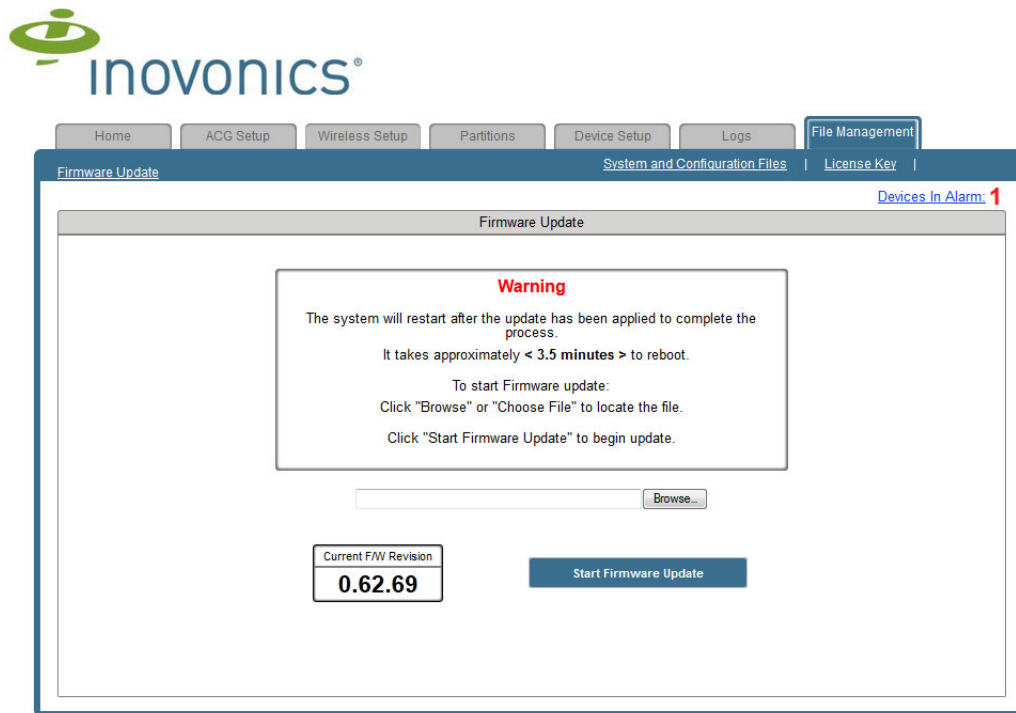 inovonics®
Home ACG Setup Wireless Setup Partitions Device Setup Logs File Management
Firmware Update System and Configuration Files | License Key |
Devices In Alarm: 1
Firmware Update
Warning
The system will restart after the update has been applied to complete the
process.
It takes approximately < 3.5 minutes > to reboot.
To start Firmware update:
Click "Browse" or "Choose File" to locate the file.
Click "Start Firmware Update" to begin update.
Browse...
Current F/W Revision
0.62.69
Start Firmware Update